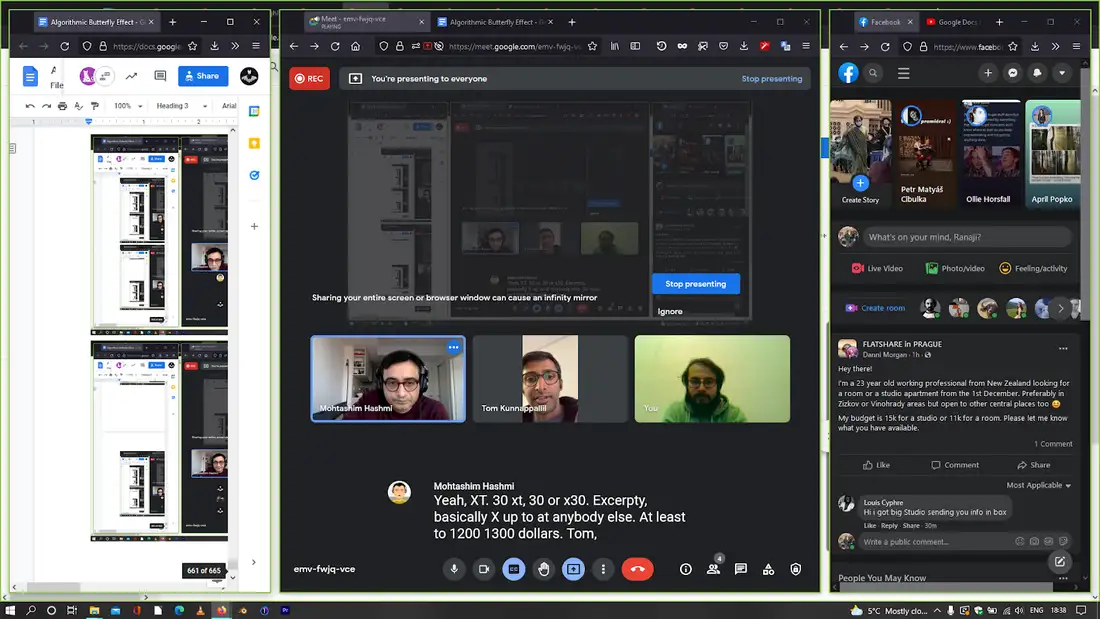 Algorithmic Butterfly Effect - G
https://docs.google
File
Share
100%
Heading 3
Arial
661 of 665
Meet - emv-fwjq-vce
PLAYING
Algorithmic Butterfly Effect - G
https://meet.google.com/emv-fwjq-v
REC
You're presenting to everyone
Stop presenting
Sharing your entire screen or browser window can cause an infinity mirror
Stop presenting
Ignore
Mohtashim Hashmi
Tom Kunnappallil
You
Mohtashim Hashmi
Yeah, XT. 30 xt, 30 or x30. Excerpty,
basically X up to at anybody else. At least
to 1200 1300 dollars. Tom,
emv-fwjq-vce
4
Facebook
Google Docs
https://www.facebo
Create Story
Petr Matyáš
Cibulka
premiéra!
Ollie Horsfall
April Popko
What's on your mind, Ranaji?
Live Video
Photo/video
Feeling/activity
Create room
FLATSHARE in PRAGUE
Danni Morgan · 1h ·
Hey there!
I'm a 23 year old working professional from New Zealand looking for
a room or a studio apartment from the 1st December. Preferably in
Zizkov or Vinohrady areas but open to other central places too 😊
My budget is 15k for a studio or 11k for a room. Please let me know
what you have available.
1 Comment
Like
Comment
Share
Most Applicable
Louis Cyphre
Hi i got big Studio sending you info in box
Like · Reply · Share · 30m
Write a public comment...
People You May Know
5°C Mostly clo...
ENG
18:38